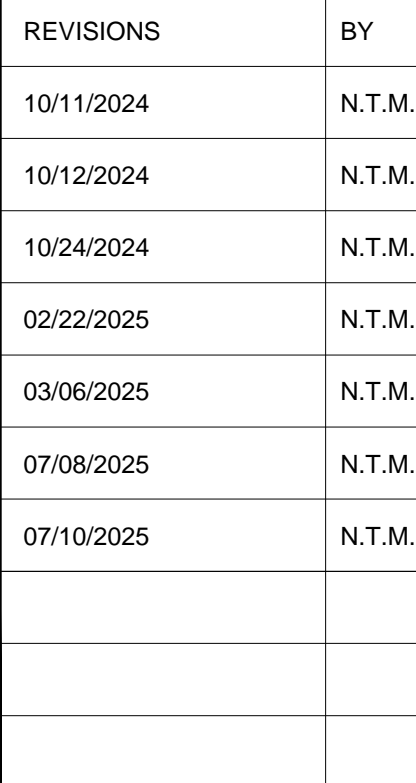 REVISIONS BY
10/11/2024 N.T.M.
10/12/2024 N.T.M.
10/24/2024 N.T.M.
02/22/2025 N.T.M.
03/06/2025 N.T.M.
07/08/2025 N.T.M.
07/10/2025 N.T.M.